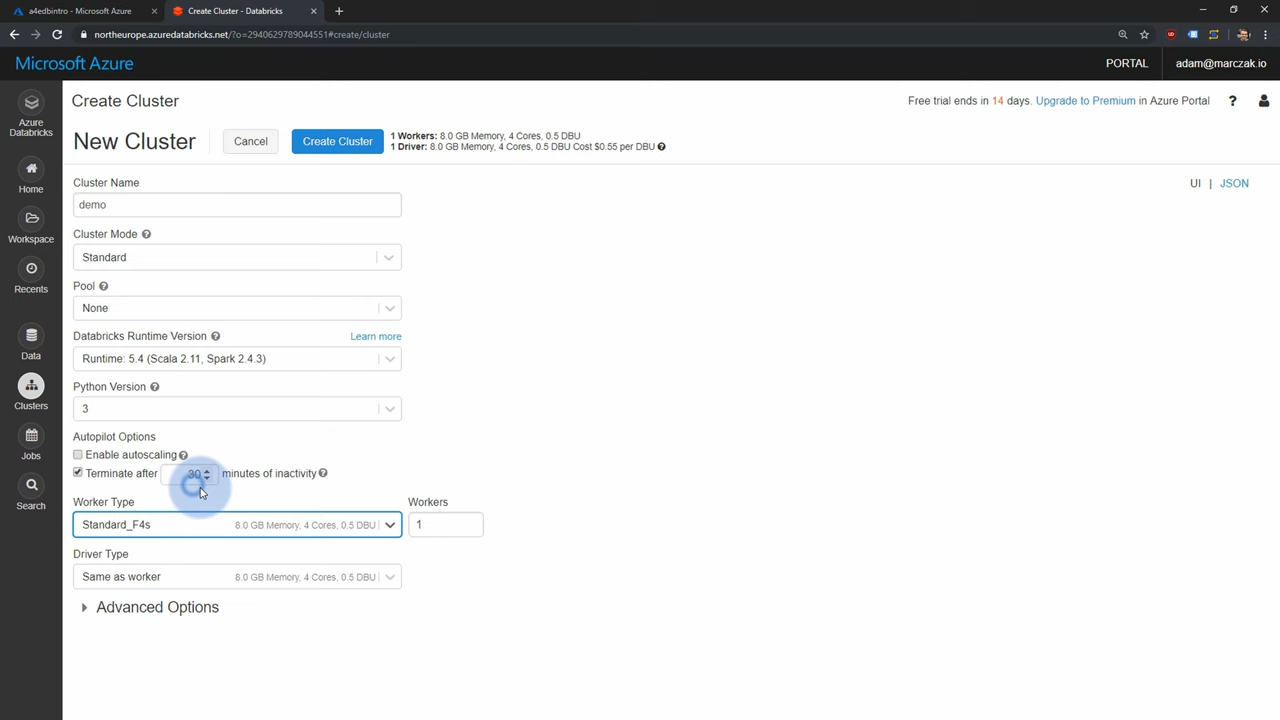 a4edbintro - Microsoft Azure
Create Cluster - Databricks
northeurope.azuredatabricks.net/?o=2940629789044551#create/cluster
Microsoft Azure
PORTAL
adam@marczak.io
Azure
Databricks
Home
Workspace
Recents
Data
Clusters
Jobs
Search
Create Cluster
Free trial ends in 14 days. Upgrade to Premium in Azure Portal
?
New Cluster
Cancel
Create Cluster
1 Workers: 8.0 GB Memory, 4 Cores, 0.5 DBU
1 Driver: 8.0 GB Memory, 4 Cores, 0.5 DBU Cost $0.55 per DBU ?
UI | JSON
Cluster Name
demo
Cluster Mode ?
Standard
Pool ?
None
Databricks Runtime Version ? Learn more
Runtime: 5.4 (Scala 2.11, Spark 2.4.3)
Python Version ?
3
Autopilot Options
Enable autoscaling ?
Terminate after 30 minutes of inactivity ?
Worker Type Workers
Standard_F4s 8.0 GB Memory, 4 Cores, 0.5 DBU 1
Driver Type
Same as worker 8.0 GB Memory, 4 Cores, 0.5 DBU
Advanced Options